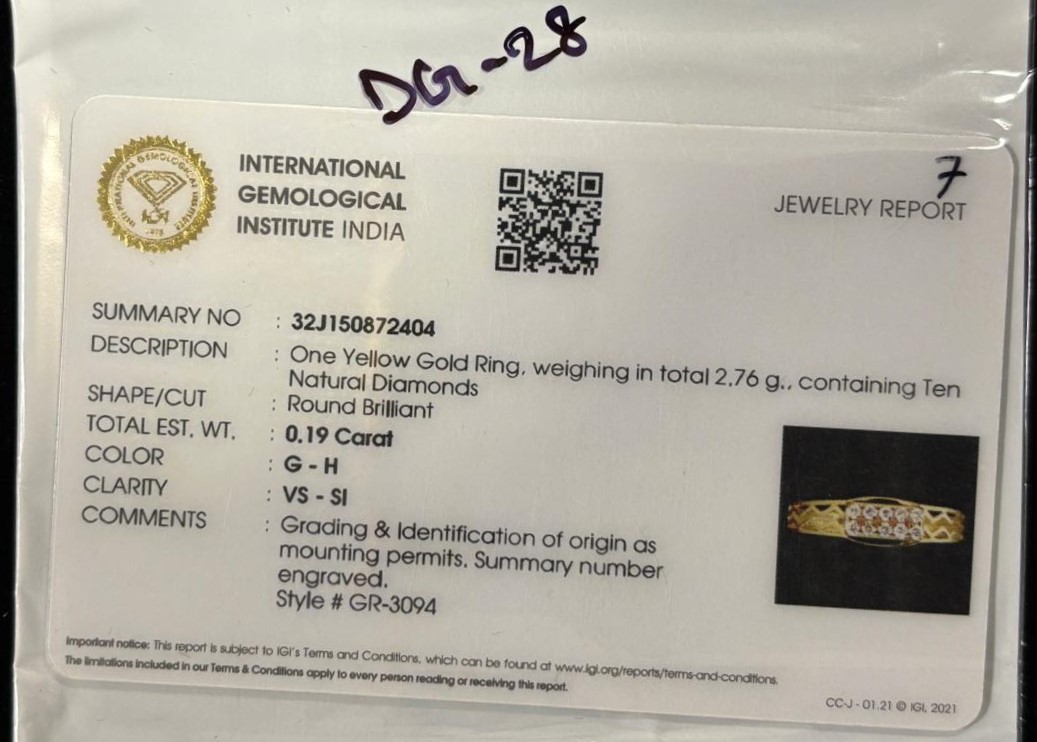 DGR-28
INTERNATIONAL
GEMOLOGICAL
INSTITUTE INDIA
7
JEWELRY REPORT
SUMMARY NO : 32J150872404
DESCRIPTION : One Yellow Gold Ring, weighing in total 2.76 g., containing Ten
Natural Diamonds
SHAPE/CUT : Round Brilliant
TOTAL EST. WT. : 0.19 Carat
COLOR : G - H
CLARITY : VS - SI
COMMENTS : Grading & Identification of origin as
mounting permits. Summary number
engraved.
Style # GR-3094
Important notice: This report is subject to IGI's Terms and Conditions, which can be found at www.igi.org/reports/terms-and-conditions.
The limitations included in our Terms & Conditions apply to every person reading or receiving this report.
CC-J - 01.21 © IGI, 2021